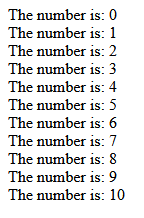 The number is: 0
The number is: 1
The number is: 2
The number is: 3
The number is: 4
The number is: 5
The number is: 6
The number is: 7
The number is: 8
The number is: 9
The number is: 10